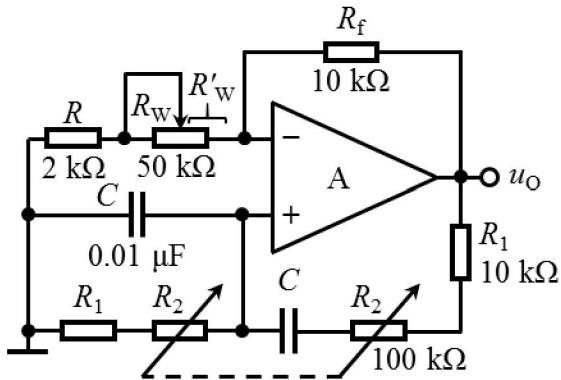 R_f
10 kΩ
R R_W R'_W
2 kΩ 50 kΩ
− A u_O
C +
0.01 μF
R_1
10 kΩ
C
R_1 R_2 R_2
100 kΩ